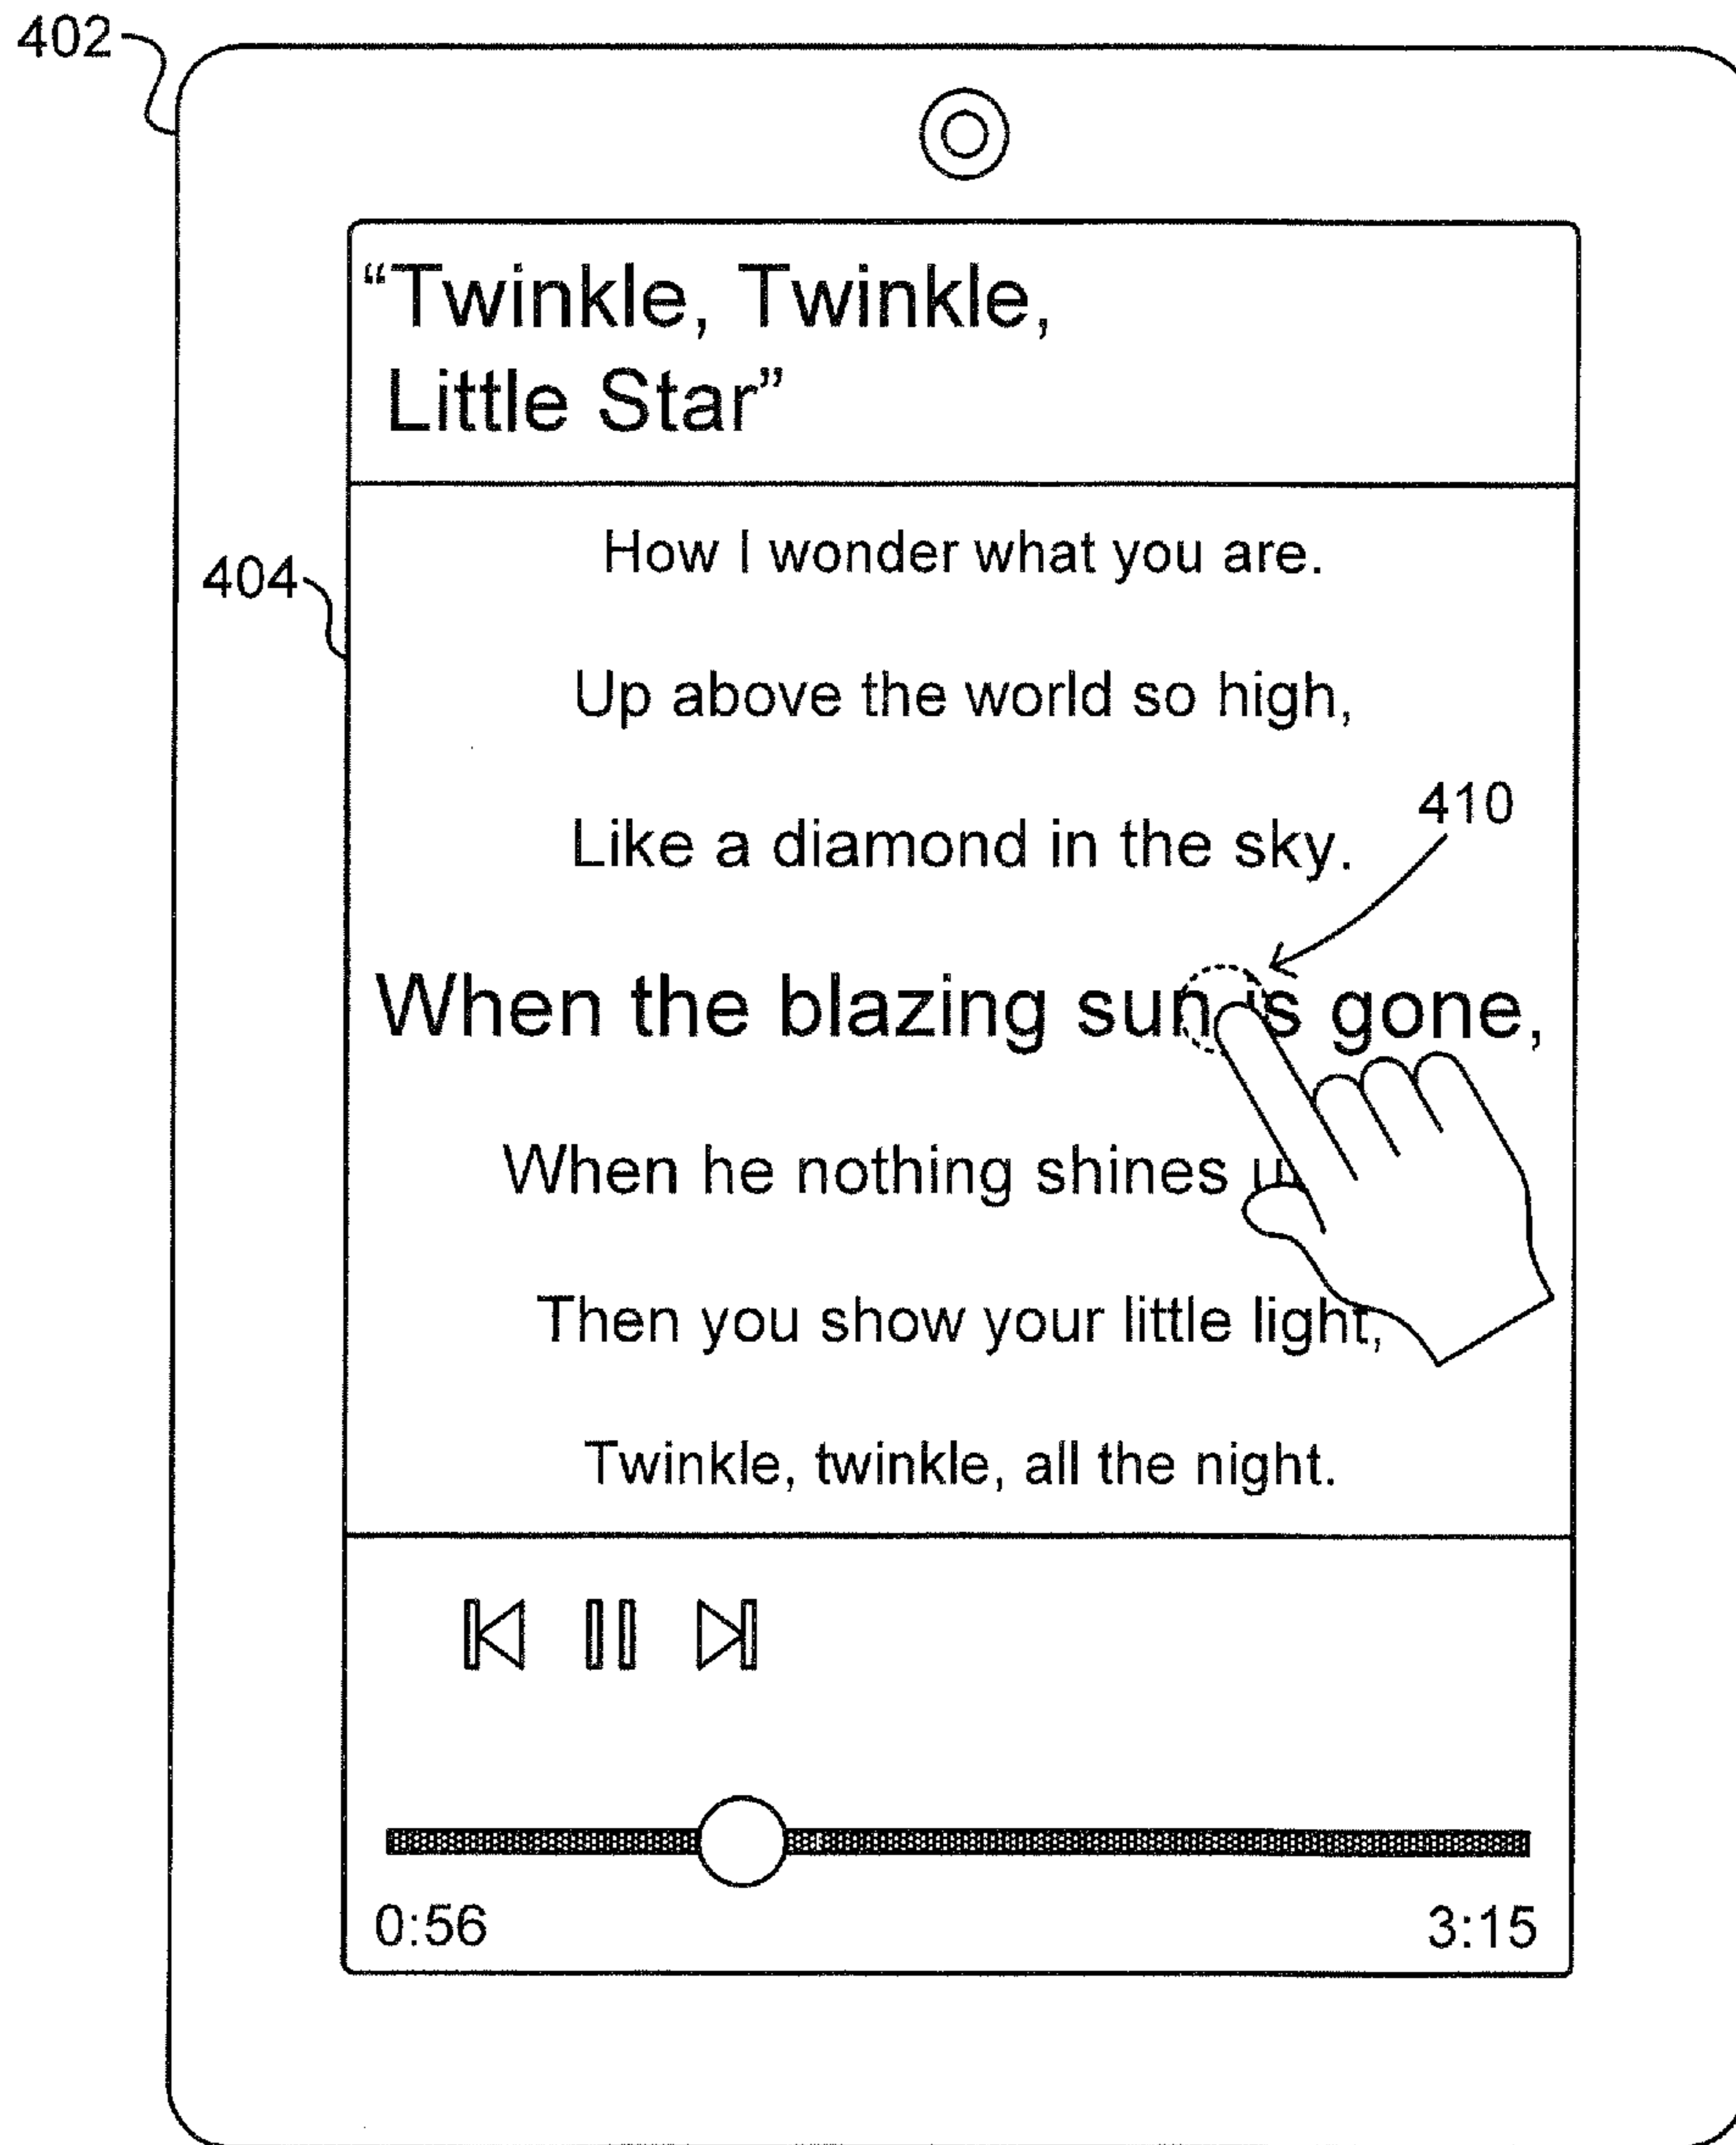 402
“Twinkle, Twinkle,
Little Star”
How I wonder what you are.
404
Up above the world so high,
410
Like a diamond in the sky.
When the blazing sun is gone,
When he nothing shines
Then you show your little light,
Twinkle, twinkle, all the night.
0:56
3:15